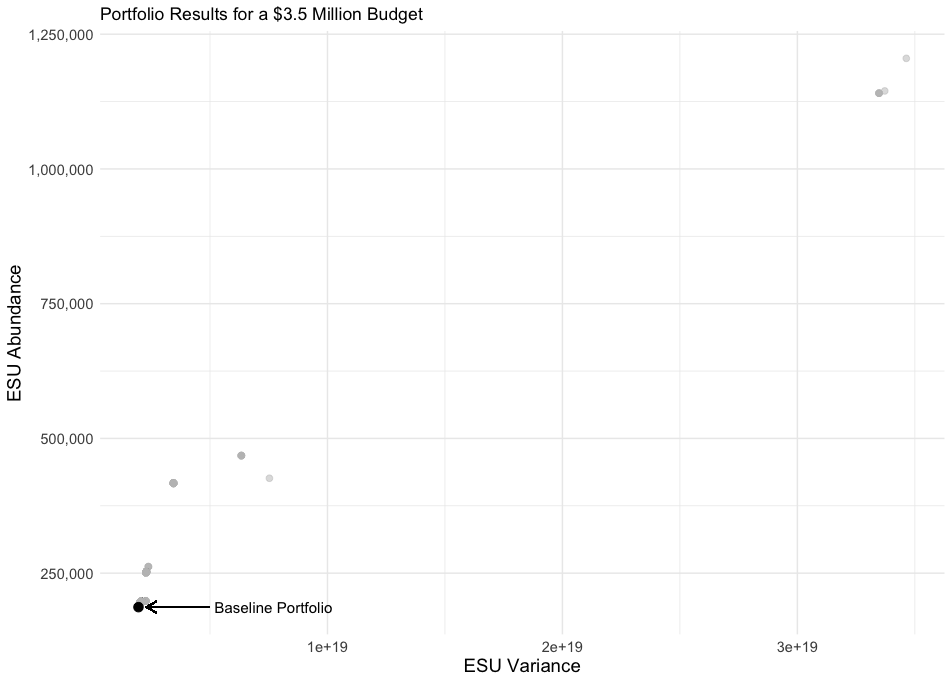 Portfolio Results for a $3.5 Million Budget
1,250,000
1,000,000
750,000
500,000
250,000
ESU Abundance
Baseline Portfolio
1e+19
2e+19
3e+19
ESU Variance